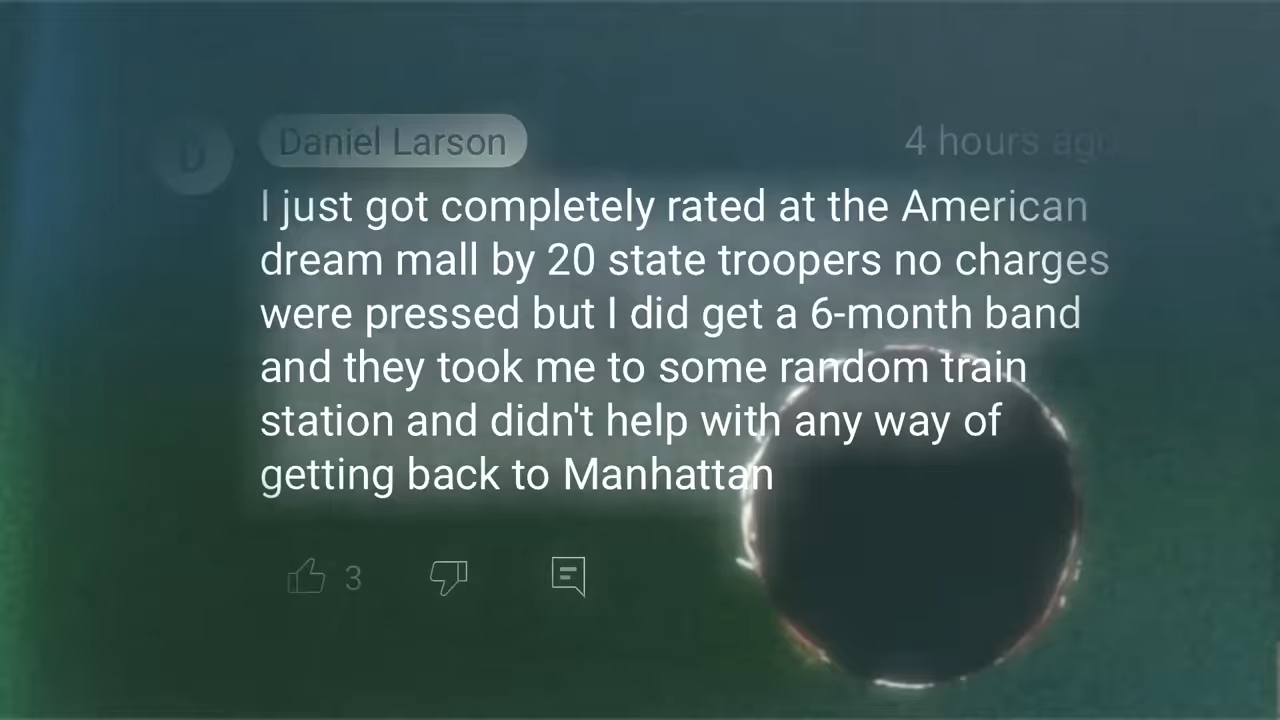 D
Daniel Larson
4 hours ago
I just got completely rated at the American
dream mall by 20 state troopers no charges
were pressed but I did get a 6-month band
and they took me to some random train
station and didn't help with any way of
getting back to Manhattan
3